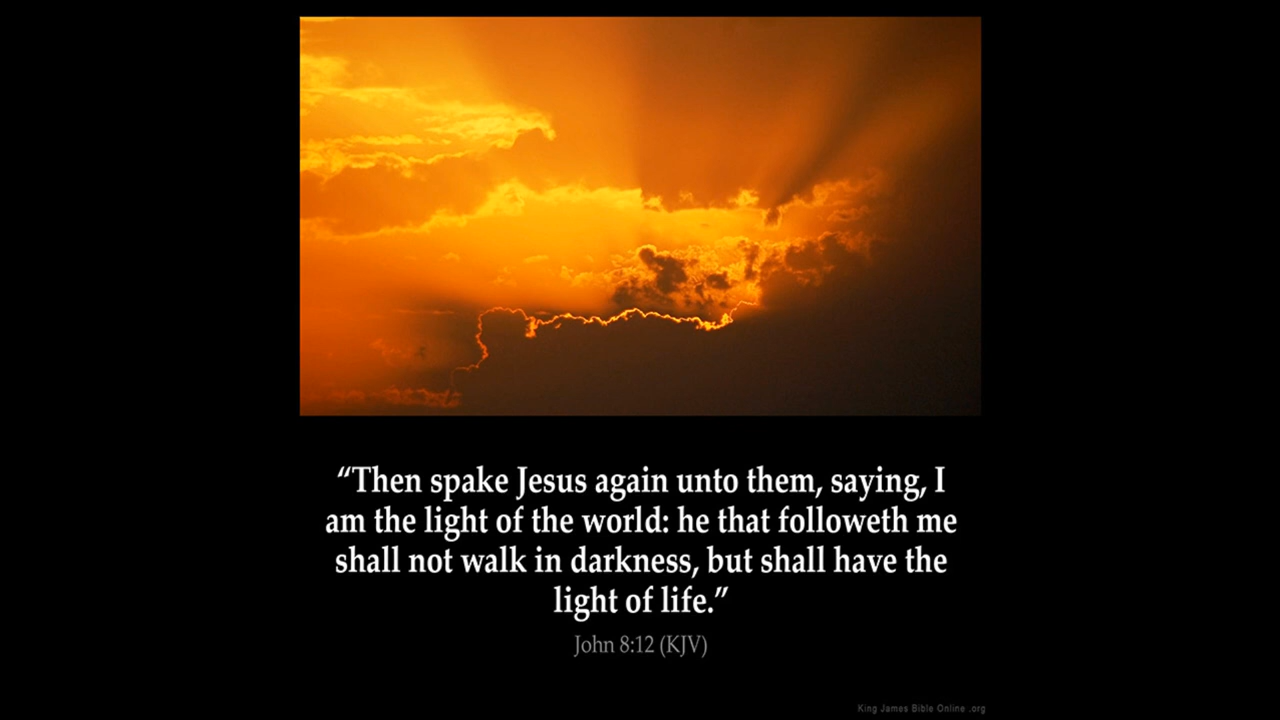 “Then spake Jesus again unto them, saying, I
am the light of the world: he that followeth me
shall not walk in darkness, but shall have the
light of life.”
John 8:12 (KJV)
King James Bible Online .org